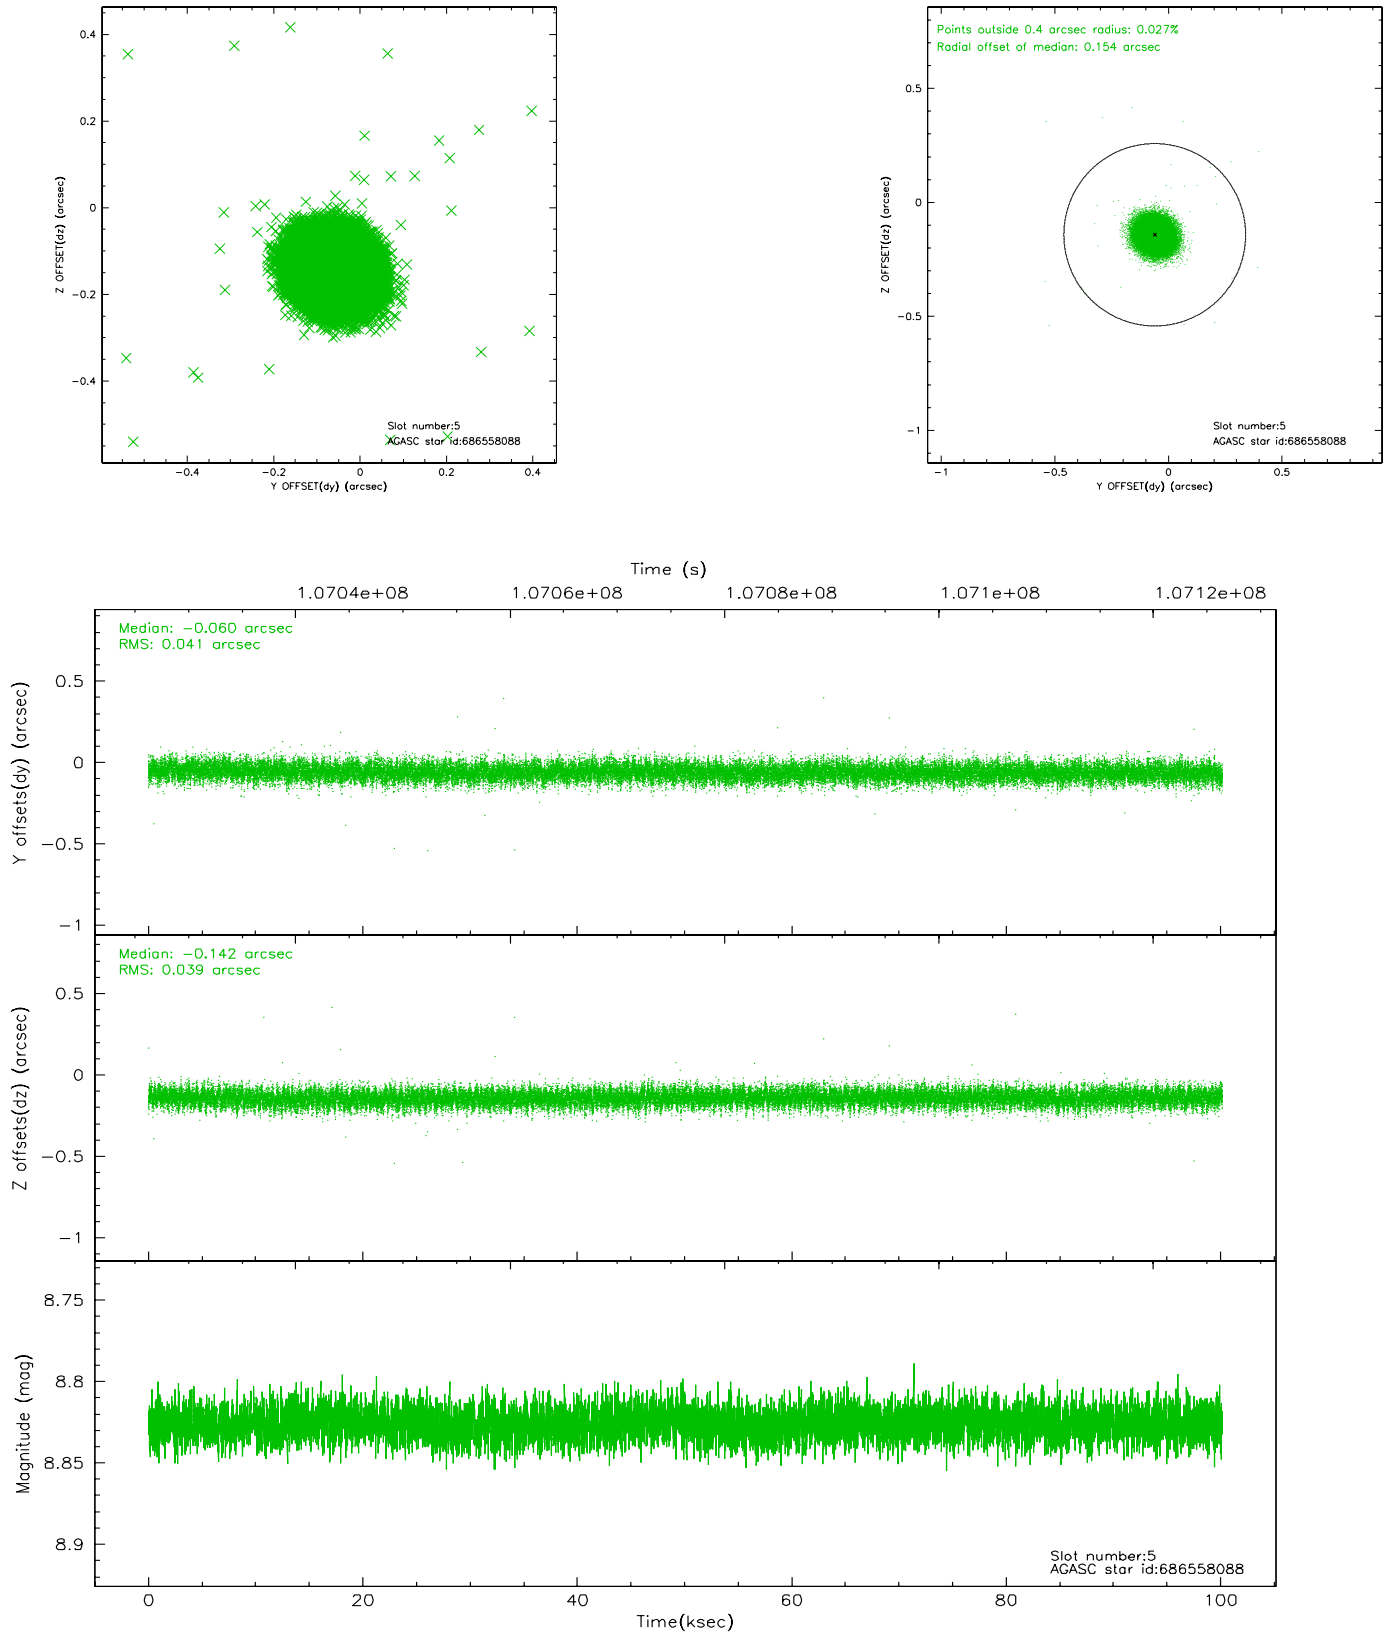 0.4
0.2
0
−0.2
−0.4
Z OFFSET(dz) (arcsec)
Slot number:5
AGASC star id:686558088
−0.4
−0.2
0
0.2
0.4
Y OFFSET(dy) (arcsec)
Points outside 0.4 arcsec radius: 0.027%
Radial offset of median: 0.154 arcsec
0.5
0
−0.5
−1
Z OFFSET(dz) (arcsec)
Slot number:5
AGASC star id:686558088
−1
−0.5
0
0.5
Y OFFSET(dy) (arcsec)
Time (s)
1.0704e+08
1.0706e+08
1.0708e+08
1.071e+08
1.0712e+08
Median: −0.060 arcsec
RMS: 0.041 arcsec
0.5
0
−0.5
−1
Y offsets(dy) (arcsec)
Median: −0.142 arcsec
RMS: 0.039 arcsec
0.5
0
−0.5
−1
Z offsets(dz) (arcsec)
8.75
8.8
8.85
8.9
Magnitude (mag)
Slot number:5
AGASC star id:686558088
0
20
40
60
80
100
Time(ksec)